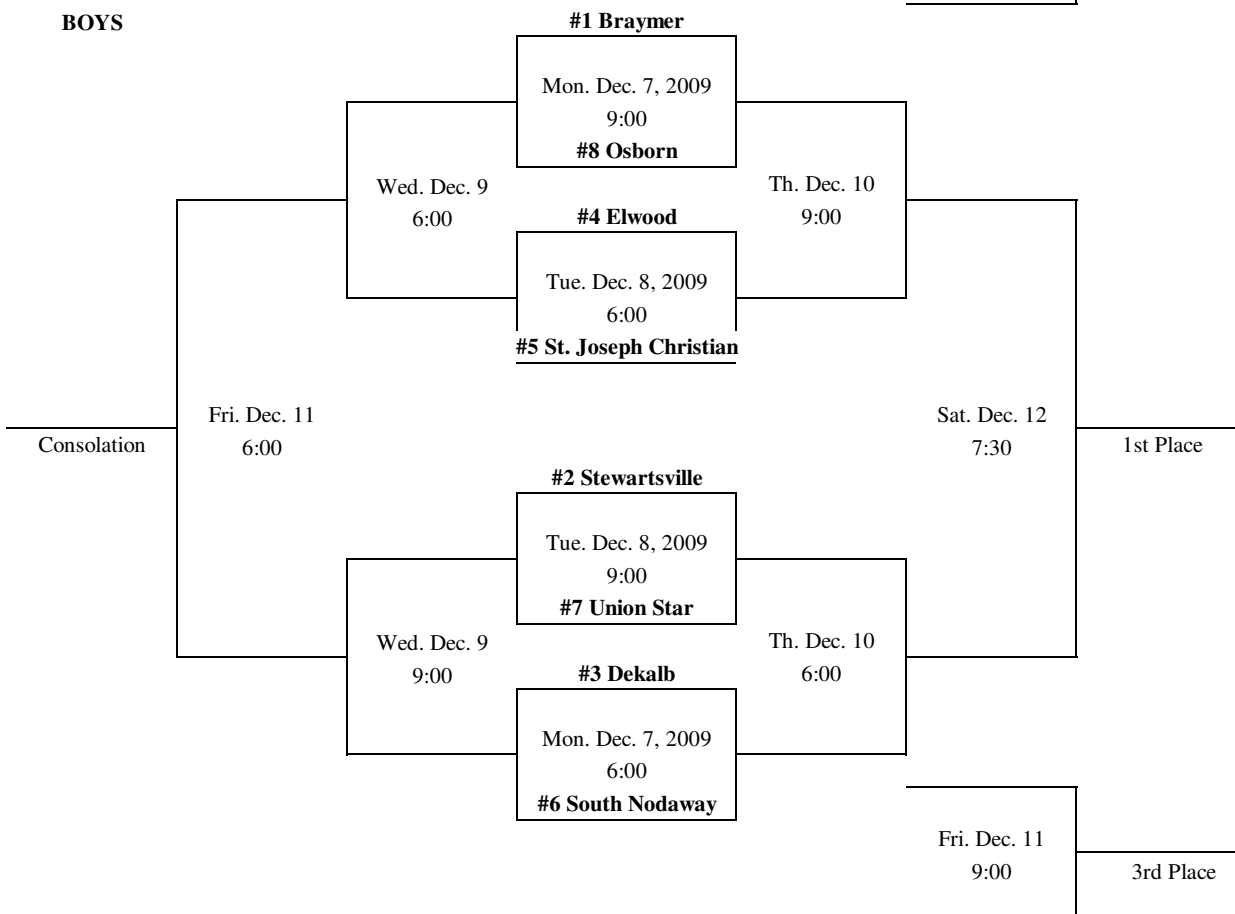 BOYS
#1 Braymer
Mon. Dec. 7, 2009
9:00
#8 Osborn
Wed. Dec. 9
6:00
Th. Dec. 10
9:00
#4 Elwood
Tue. Dec. 8, 2009
6:00
#5 St. Joseph Christian
Fri. Dec. 11
6:00
Consolation
Sat. Dec. 12
7:30
1st Place
#2 Stewartsville
Tue. Dec. 8, 2009
9:00
#7 Union Star
Wed. Dec. 9
9:00
Th. Dec. 10
6:00
#3 Dekalb
Mon. Dec. 7, 2009
6:00
#6 South Nodaway
Fri. Dec. 11
9:00
3rd Place